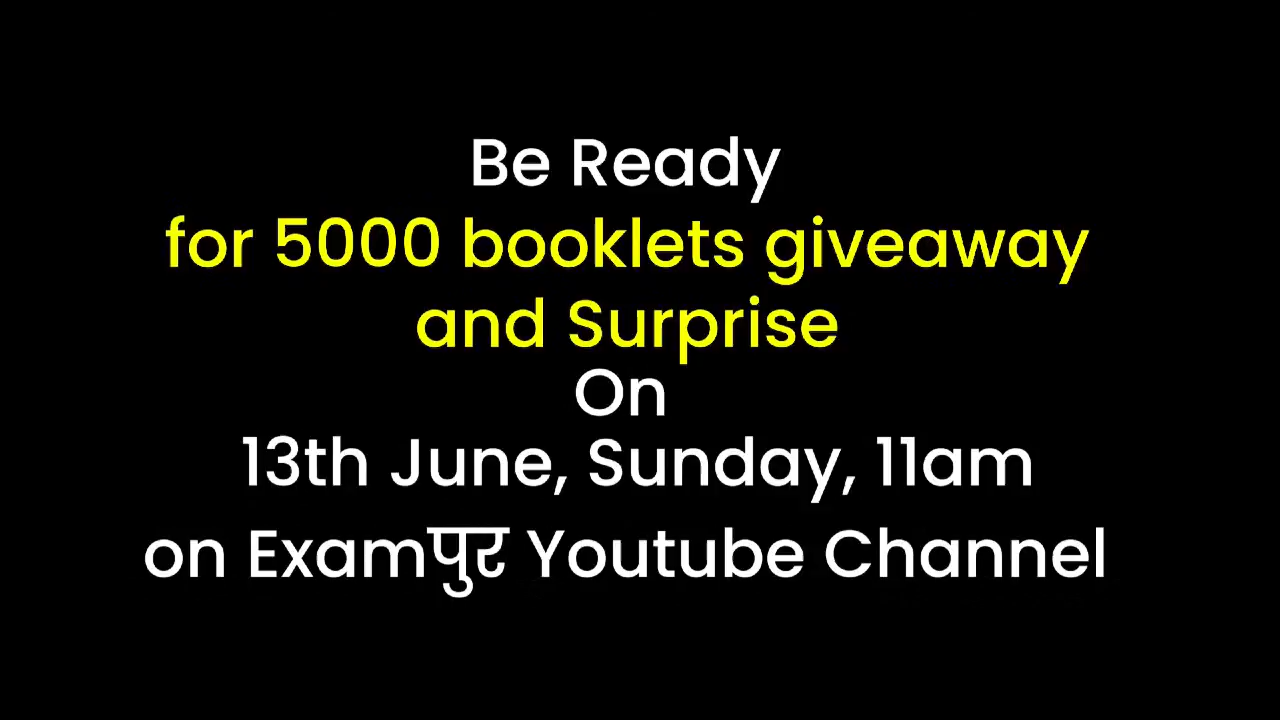 Be Ready
for 5000 booklets giveaway
and Surprise
On
13th June, Sunday, 11am
on Examपुर Youtube Channel